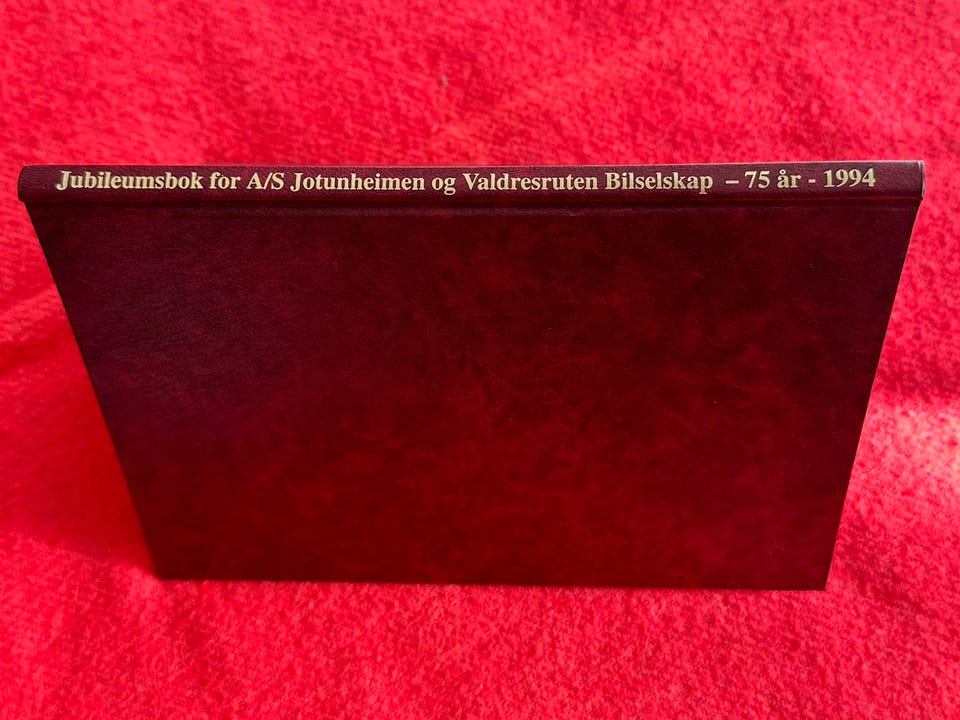 Jubileumsbok for A/S Jotunheimen og Valdresruten Bilselskap – 75 år - 1994